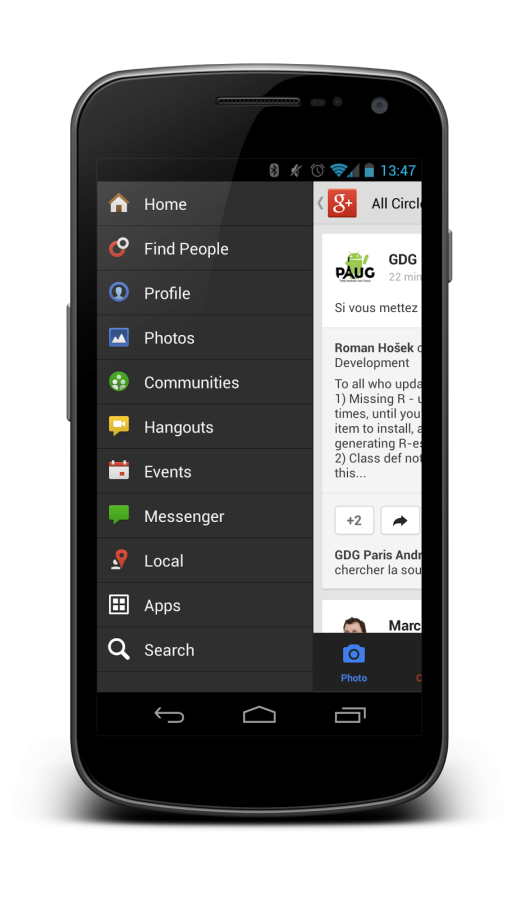 13:47
Home
Find People
Profile
Photos
Communities
Hangouts
Events
Messenger
Local
Apps
Search
g+
All Circl
PAUG
GDG
22 min
Si vous mettez
Roman Hošek
Development
To all who upda
1) Missing R - u
times, until you
item to install, a
generating R-es
2) Class def not
this...
+2
GDG Paris Andr
chercher la sou
Marc
Photo
C